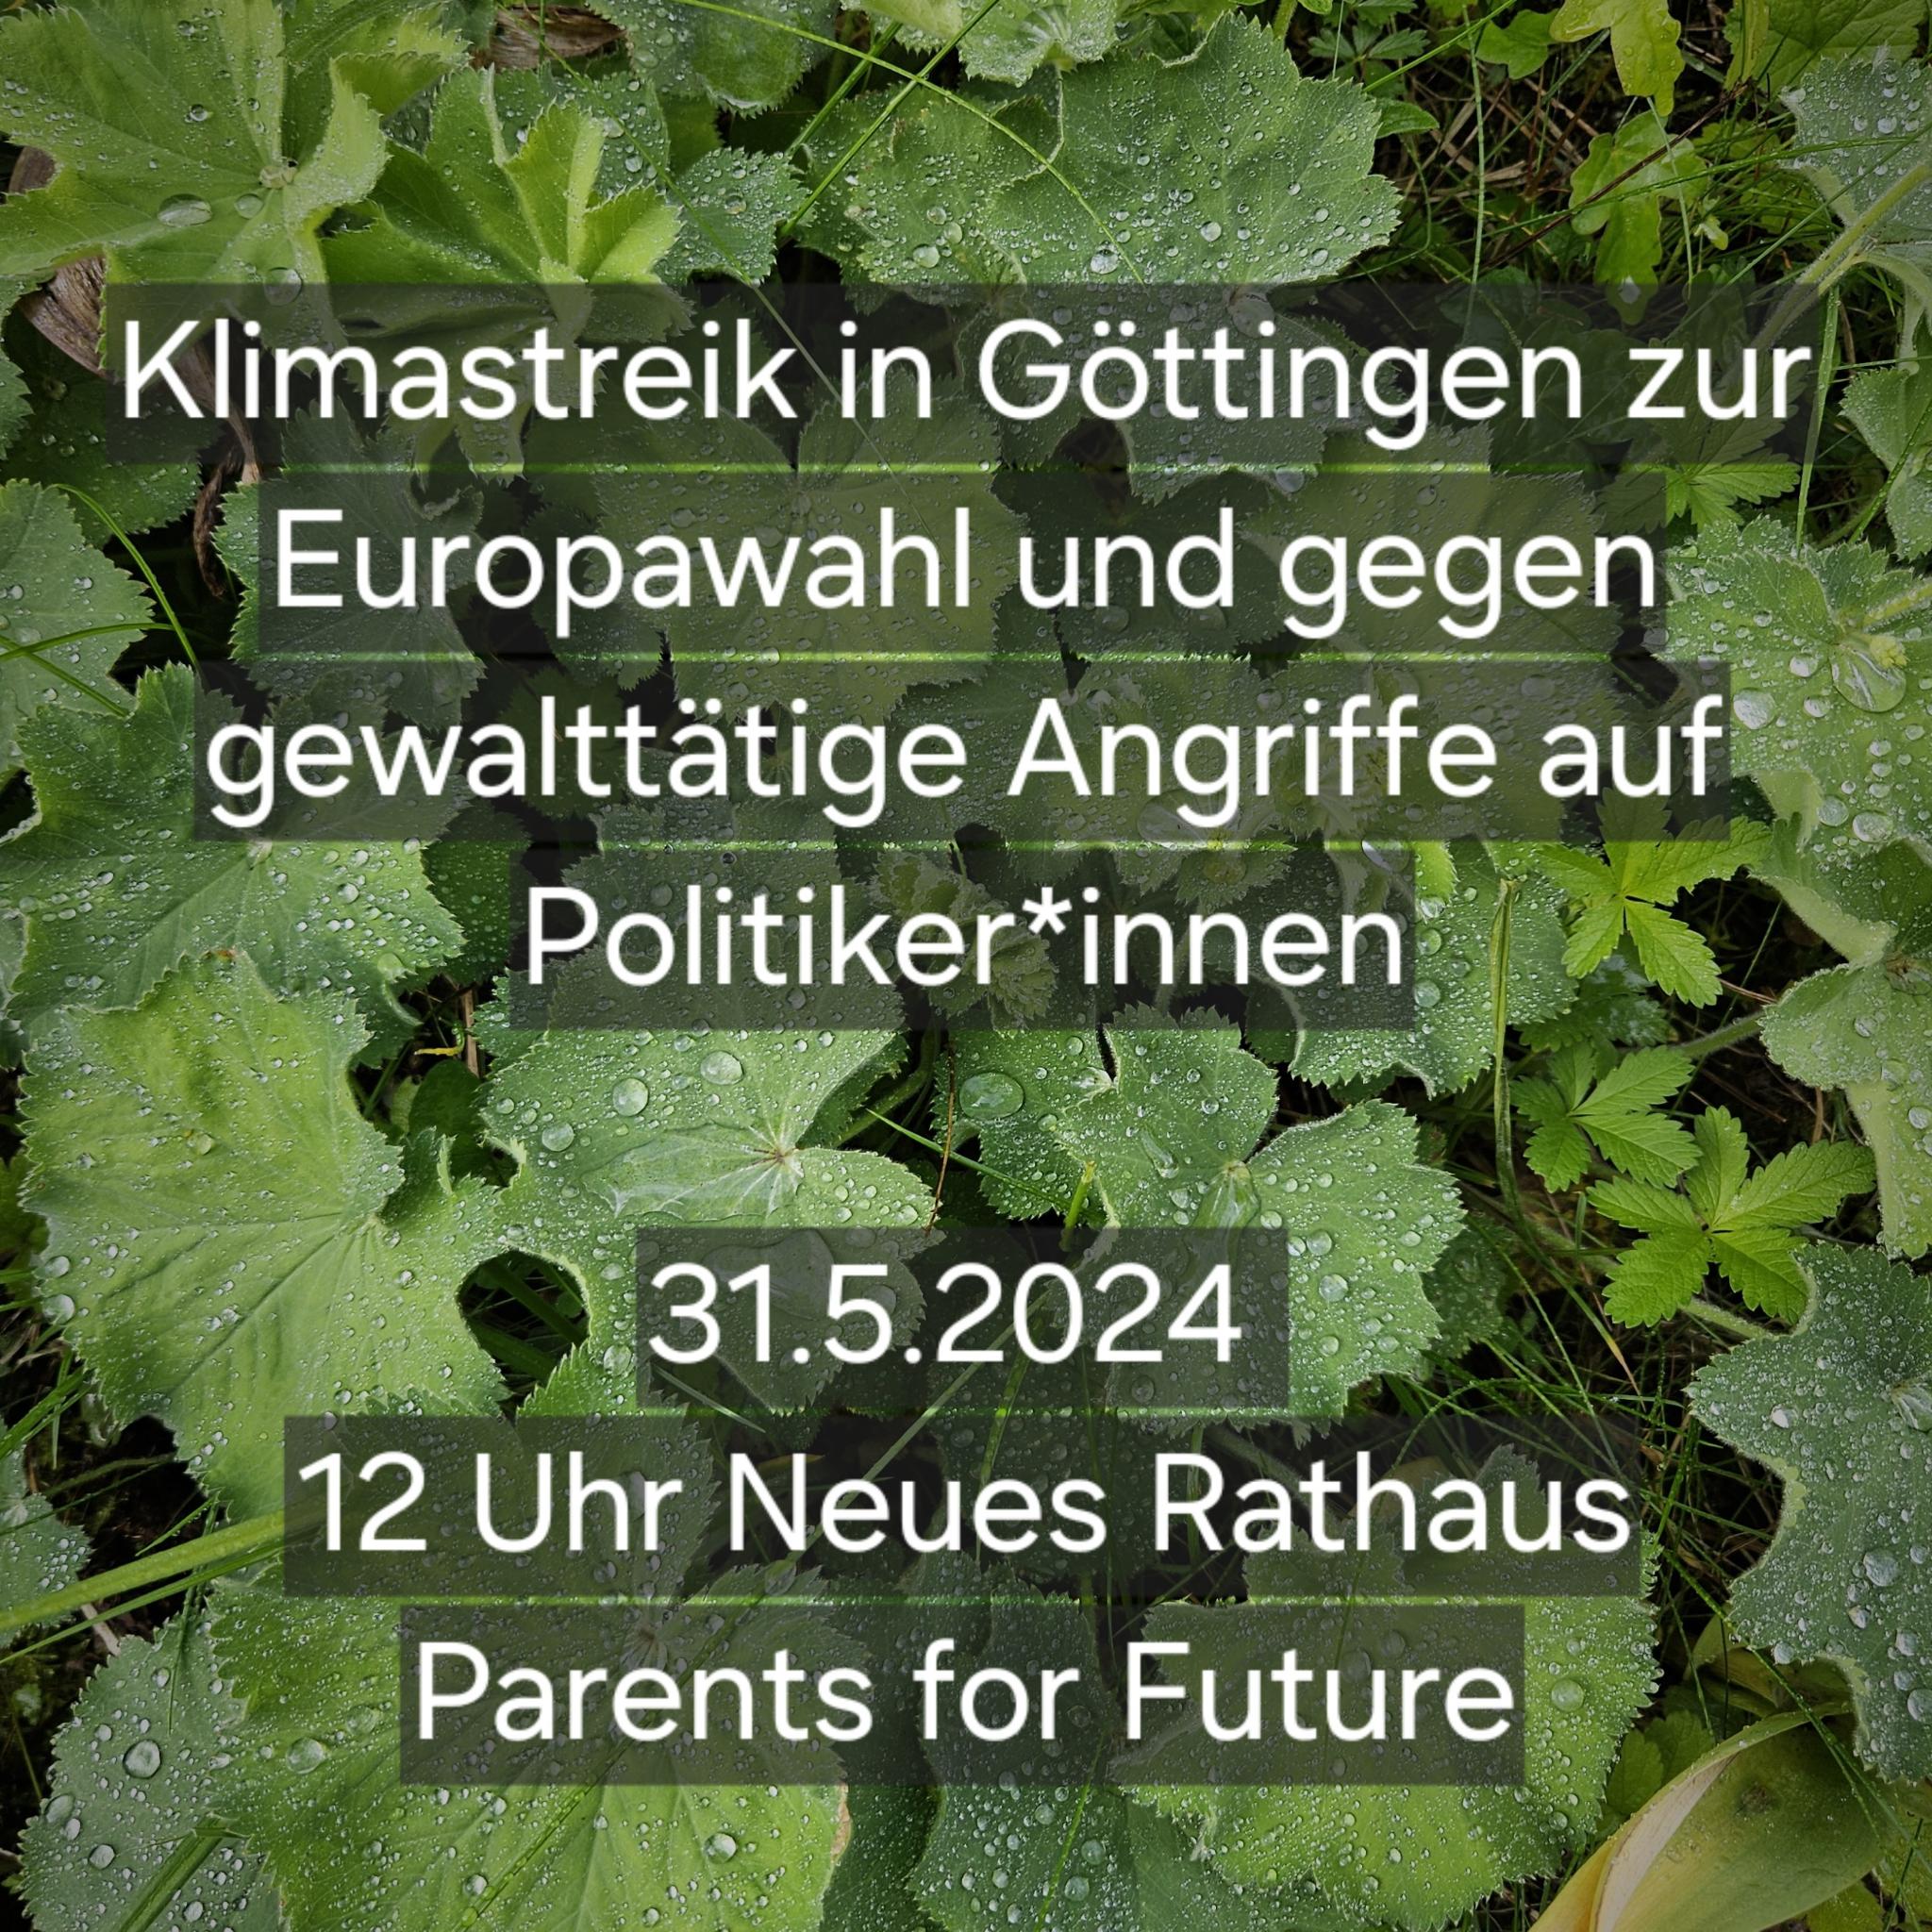 Klimastreik in Göttingen zur
Europawahl und gegen
gewalttätige Angriffe auf
Politiker*innen
31.5.2024
12 Uhr Neues Rathaus
Parents for Future